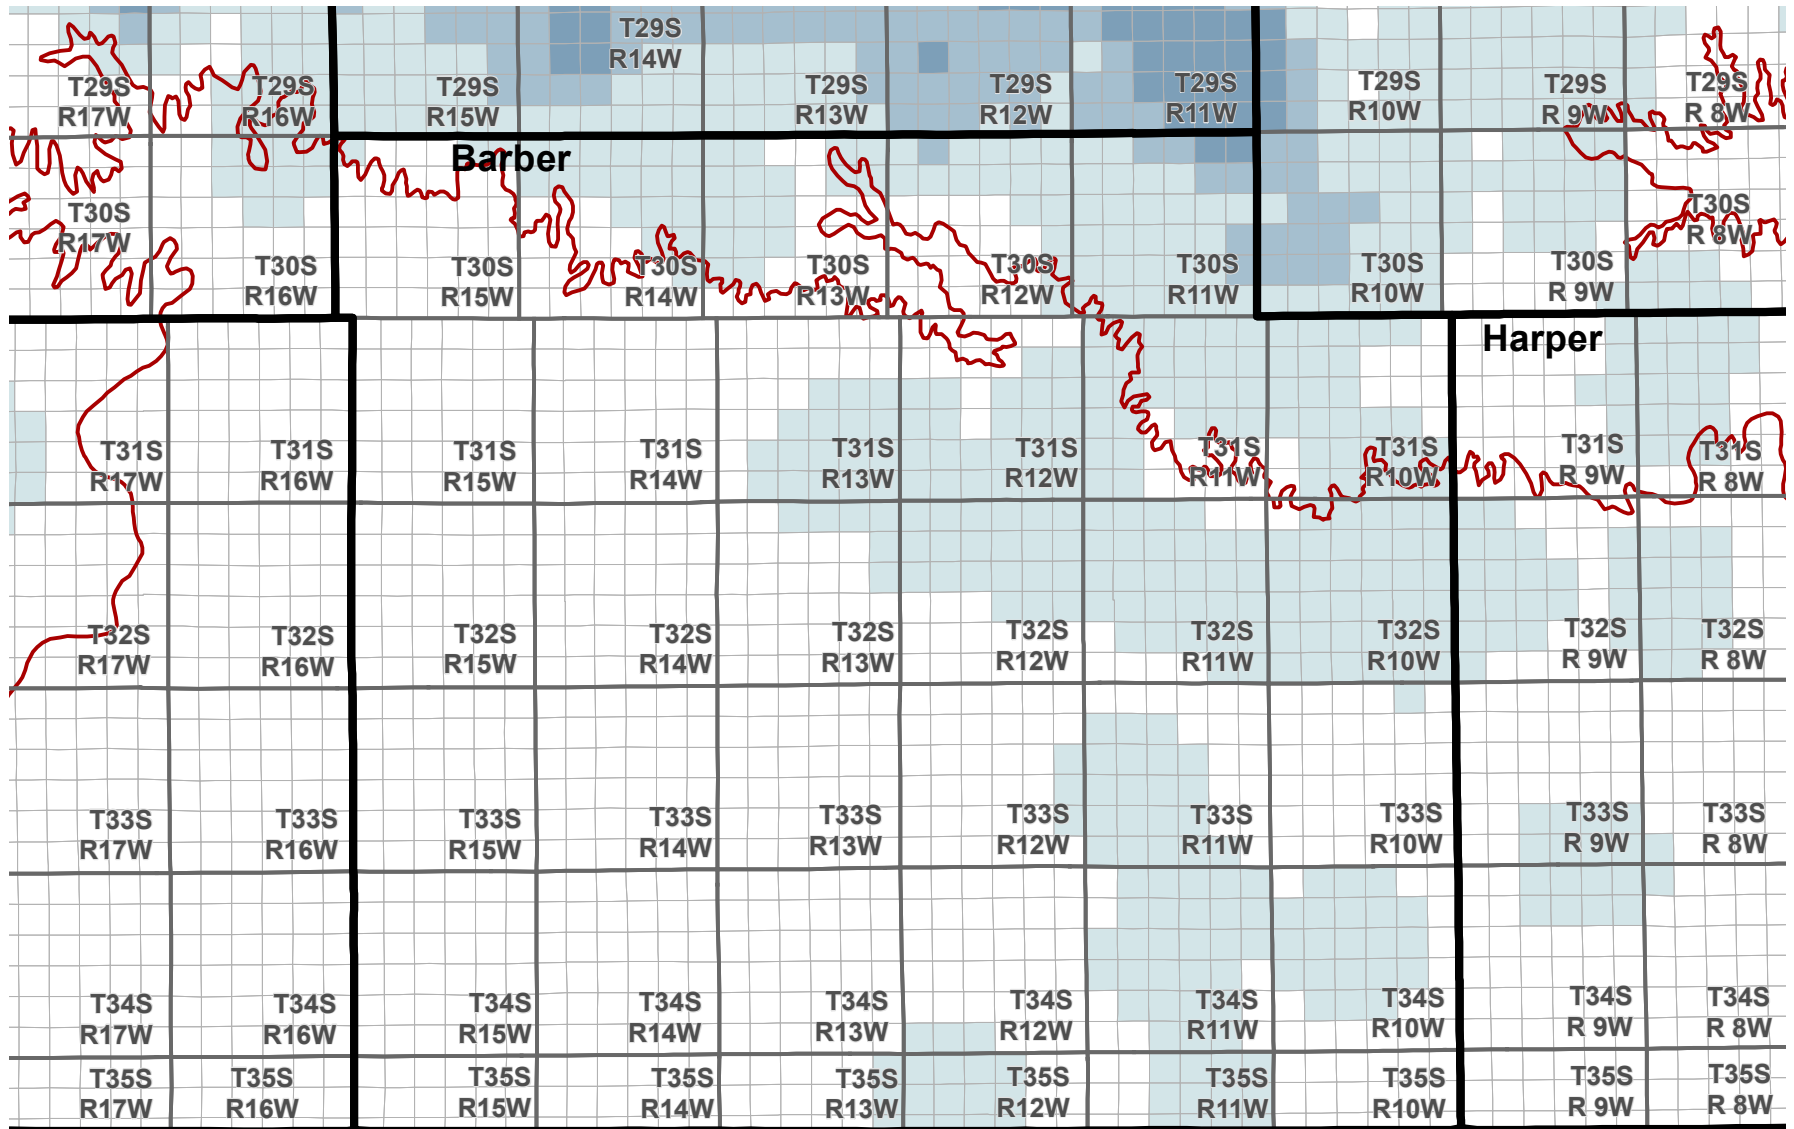 T29S
R14W
T29S
R17W
T29S
R16W
T29S
R15W
T29S
R13W
T29S
R12W
T29S
R11W
T29S
R10W
T29S
R 9W
T29S
R 8W
Barber
T30S
R17W
T30S
R16W
T30S
R15W
T30S
R14W
T30S
R13W
T30S
R12W
T30S
R11W
T30S
R10W
T30S
R 9W
T30S
R 8W
Harper
T31S
R17W
T31S
R16W
T31S
R15W
T31S
R14W
T31S
R13W
T31S
R12W
T31S
R11W
T31S
R10W
T31S
R 9W
T31S
R 8W
T32S
R17W
T32S
R16W
T32S
R15W
T32S
R14W
T32S
R13W
T32S
R12W
T32S
R11W
T32S
R10W
T32S
R 9W
T32S
R 8W
T33S
R17W
T33S
R16W
T33S
R15W
T33S
R14W
T33S
R13W
T33S
R12W
T33S
R11W
T33S
R10W
T33S
R 9W
T33S
R 8W
T34S
R17W
T34S
R16W
T34S
R15W
T34S
R14W
T34S
R13W
T34S
R12W
T34S
R11W
T34S
R10W
T34S
R 9W
T34S
R 8W
T35S
R17W
T35S
R16W
T35S
R15W
T35S
R14W
T35S
R13W
T35S
R12W
T35S
R11W
T35S
R10W
T35S
R 9W
T35S
R 8W